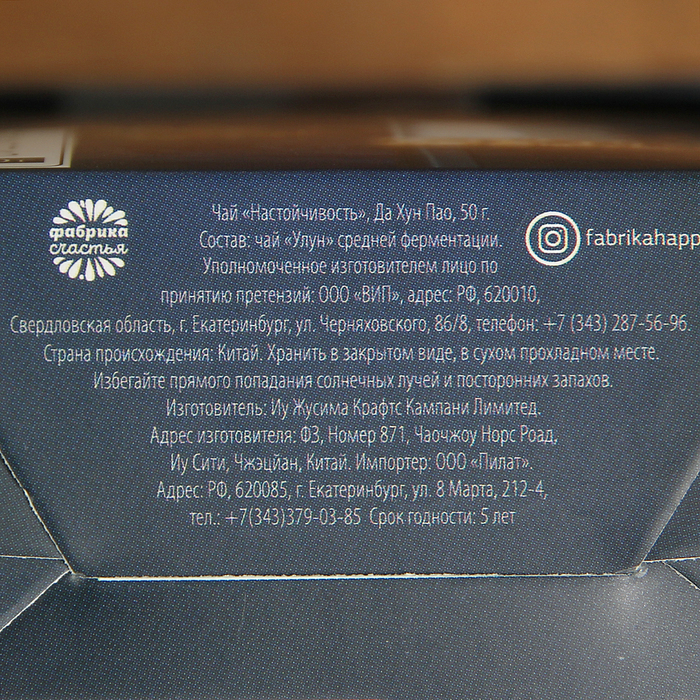 фабрика
счастья
Чай «Настойчивость», Да Хун Пао, 50 г.
Состав: чай «Улун» средней ферментации.
Уполномоченное изготовителем лицо по
принятию претензий: ООО «ВИП», адрес: РФ, 620010,
Свердловская область, г. Екатеринбург, ул. Черняховского, 86/8, телефон: +7 (343) 287-56-96.
Страна происхождения: Китай. Хранить в закрытом виде, в сухом прохладном месте.
Избегайте прямого попадания солнечных лучей и посторонних запахов.
Изготовитель: Иу Жусима Крафтс Кампани Лимитед.
Адрес изготовителя: Ф3, Номер 871, Чаочжоу Норс Роад,
Иу Сити, Чжэцйан, Китай. Импортер: ООО «Пилат».
Адрес: РФ, 620085, г. Екатеринбург, ул. 8 Марта, 212-4,
тел.: +7(343)379-03-85 Срок годности: 5 лет
fabrikahapp